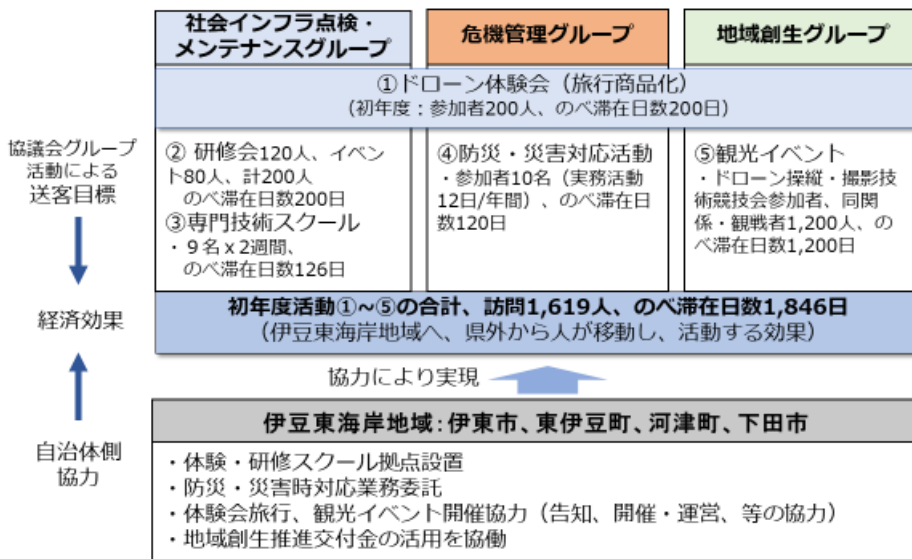 社会インフラ点検・
メンテナンスグループ
危機管理グループ
地域創生グループ
①ドローン体験会（旅行商品化）
(初年度：参加者200人、のべ滞在日数200日)
協議会グループ
活動による
送客目標
② 研修会120人、イベン
ト80人、計200人
のべ滞在日数200日
③専門技術スクール
・９名ｘ2週間、
のべ滞在日数126日
④防災・災害対応活動
・参加者10名（実務活動
12日/年間）、のべ滞在日
数120日
⑤観光イベント
・ドローン操縦・撮影技
術競技会参加者、同関
係・観戦者1,200人、の
べ滞在日数1,200日
経済効果
初年度活動①~⑤の合計、訪問1,619人、のべ滞在日数1,846日
（伊豆東海岸地域へ、県外から人が移動し、活動する効果）
協力により実現
自治体側
協力
伊豆東海岸地域：伊東市、東伊豆町、河津町、下田市
・体験・研修スクール拠点設置
・防災・災害時対応業務委託
・体験会旅行、観光イベント開催協力（告知、開催・運営、等の協力）
・地域創生推進交付金の活用を協働